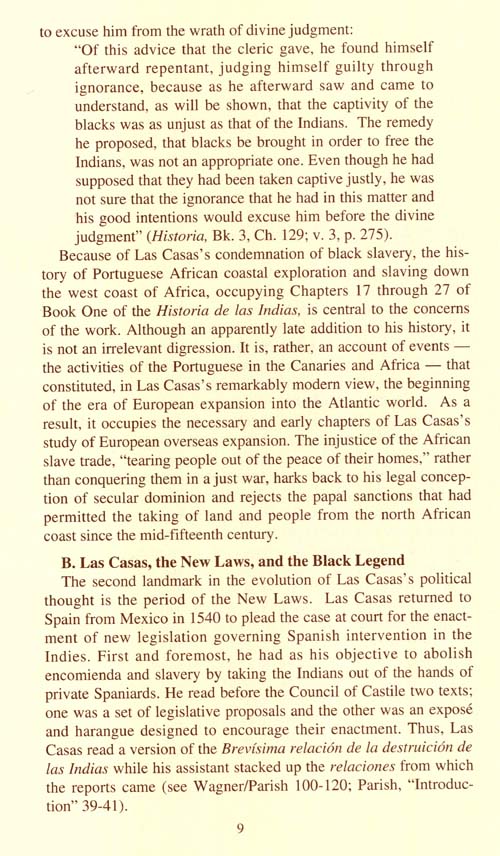 to excuse him from the wrath of divine judgment:
“Of this advice that the cleric gave, he found himself
afterward repentant, judging himself guilty through
ignorance, because as he afterward saw and came to
understand, as will be shown, that the captivity of the
blacks was as unjust as that of the Indians. The remedy
he proposed, that blacks be brought in order to free the
Indians, was not an appropriate one. Even though he had
supposed that they had been taken captive justly, he was
not sure that the ignorance that he had in this matter and
his good intentions would excuse him before the divine
judgment” (Historia, Bk. 3, Ch. 129; v. 3, p. 275).
Because of Las Casas’s condemnation of black slavery, the his-
tory of Portuguese African coastal exploration and slaving down
the west coast of Africa, occupying Chapters 17 through 27 of
Book One of the Historia de las Indias, is central to the concerns
of the work. Although an apparently late addition to his history, it
is not an irrelevant digression. It is, rather, an account of events —
the activities of the Portuguese in the Canaries and Africa — that
constituted, in Las Casas’s remarkably modern view, the beginning
of the era of European expansion into the Atlantic world. As a
result, it occupies the necessary and early chapters of Las Casas’s
study of European overseas expansion. The injustice of the African
slave trade, “tearing people out of the peace of their homes,” rather
than conquering them in a just war, harks back to his legal concep-
tion of secular dominion and rejects the papal sanctions that had
permitted the taking of land and people from the north African
coast since the mid-fifteenth century.
B. Las Casas, the New Laws, and the Black Legend
The second landmark in the evolution of Las Casas’s political
thought is the period of the New Laws. Las Casas returned to
Spain from Mexico in 1540 to plead the case at court for the enact-
ment of new legislation governing Spanish intervention in the
Indies. First and foremost, he had as his objective to abolish
encomienda and slavery by taking the Indians out of the hands of
private Spaniards. He read before the Council of Castile two texts;
one was a set of legislative proposals and the other was an exposé
and harangue designed to encourage their enactment. Thus, Las
Casas read a version of the Brevísima relación de la destruición de
las Indias while his assistant stacked up the relaciones from which
the reports came (see Wagner/Parish 100-120; Parish, “Introduc-
tion” 39-41).
9